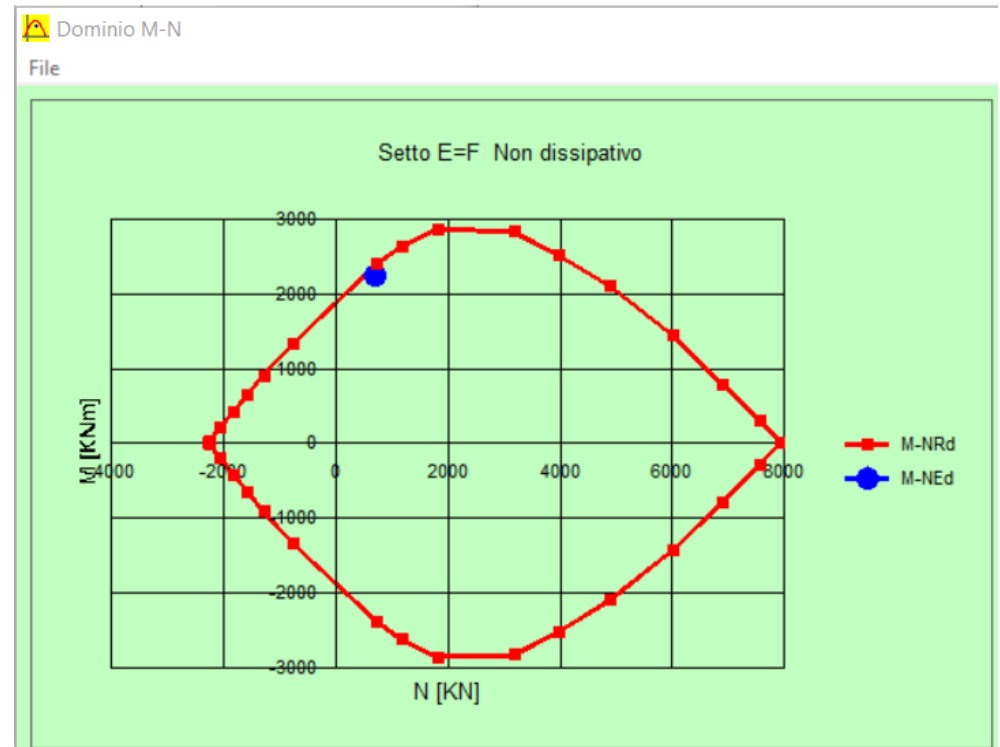 Dominio M-N
File
Setto E=F Non dissipativo
3000
2000
1000
0
-4000 -2000 0 2000 4000 6000 8000
-1000
-2000
-3000
M [KNm]
N [KN]
M-NRd
M-NEd